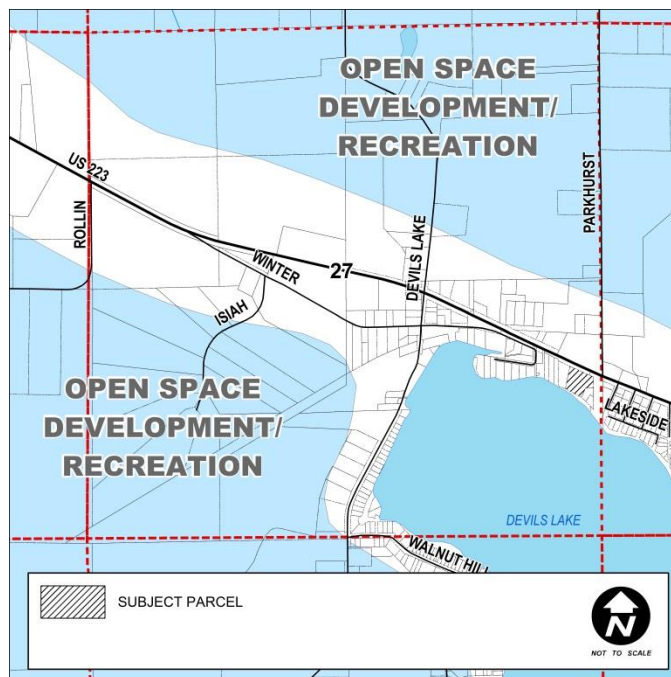 OPEN SPACE
DEVELOPMENT/
RECREATION
US 223
ROLLIN
PARKHURST
DEVILS LAKE
27
WINTER
ISIAH
OPEN SPACE
DEVELOPMENT/
RECREATION
LAKESIDE
DEVILS LAKE
WALNUT HILL
SUBJECT PARCEL
N
NOT TO SCALE